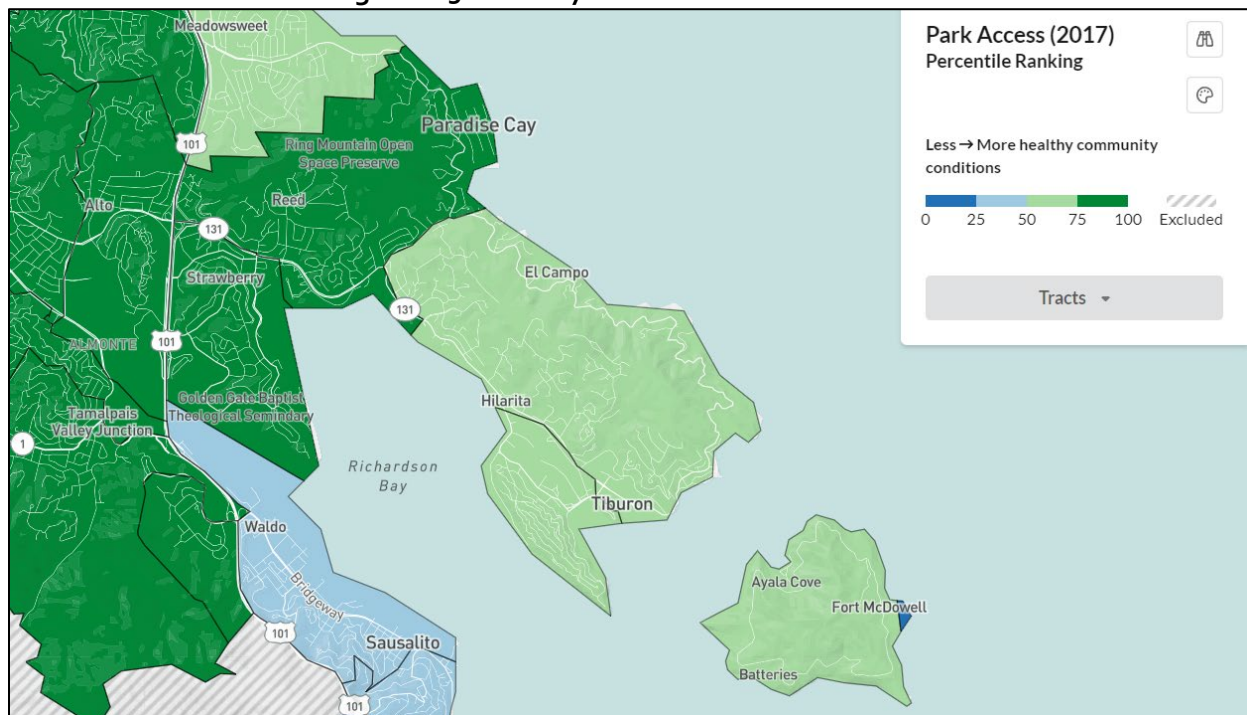 Meadowsweet
Paradise Cay
101
Ring Mountain Open
Space Preserve
Reed
Alto
131
Strawberry
El Campo
131
101
ALMONTE
Golden Gate Baptist
Theological Semindary
Hilarita
Tamalpais
Valley Junction
1
Richardson
Bay
Tiburon
Waldo
Bridgeway
Ayala Cove
Fort McDowell
101
Sausalito
Batteries
101
Park Access (2017)
Percentile Ranking
Less → More healthy community
conditions
0 25 50 75 100 Excluded
Tracts